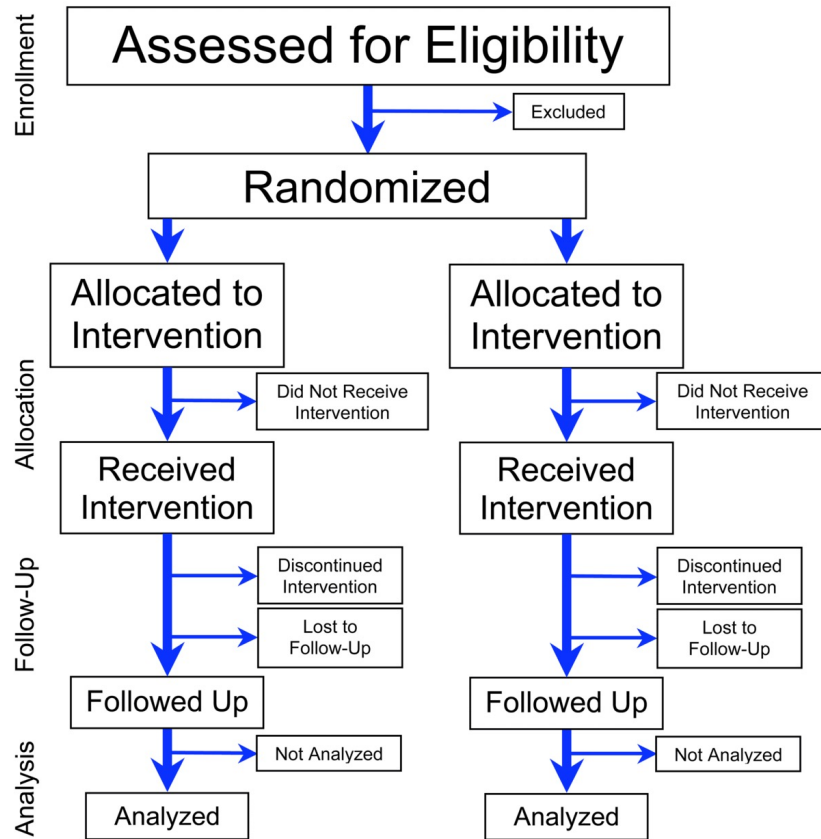 Enrollment
Assessed for Eligibility
Excluded
Randomized
Allocation
Allocated to
Intervention
Allocated to
Intervention
Did Not Receive
Intervention
Did Not Receive
Intervention
Received
Intervention
Received
Intervention
Follow-Up
Discontinued
Intervention
Discontinued
Intervention
Lost to
Follow-Up
Lost to
Follow-Up
Followed Up
Followed Up
Analysis
Not Analyzed
Not Analyzed
Analyzed
Analyzed